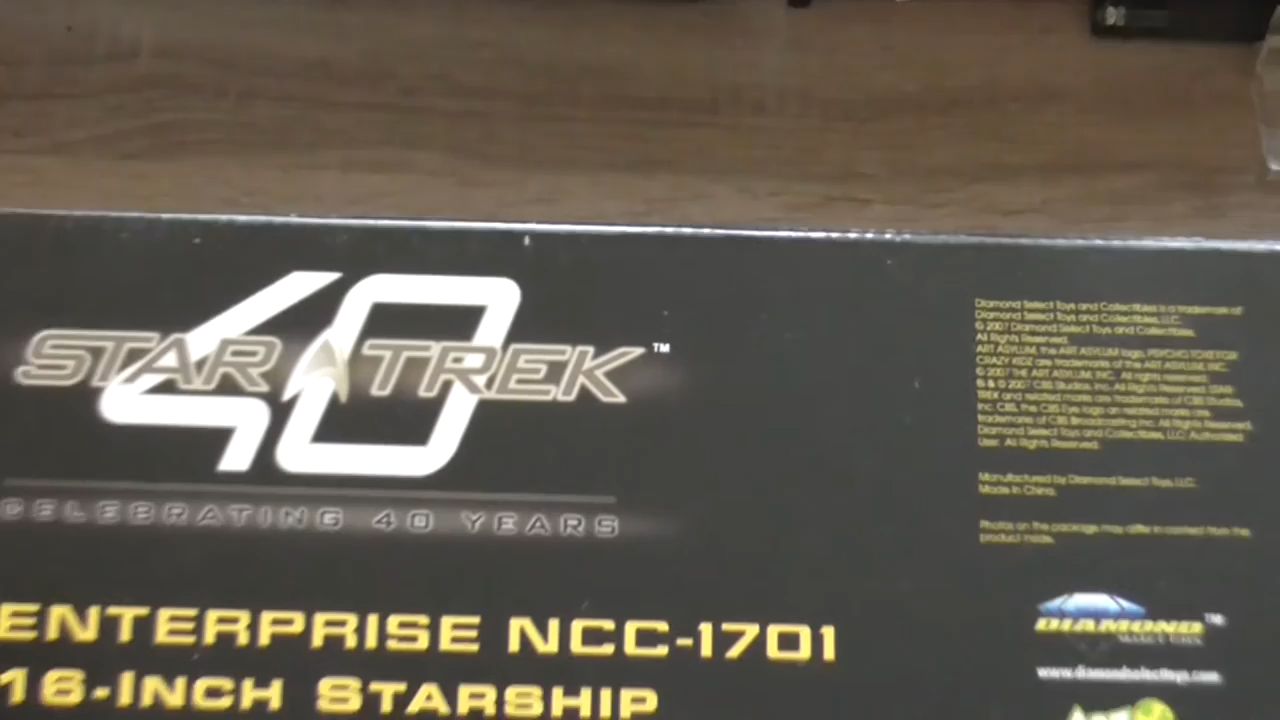 40
STAR TREK™
CELEBRATING 40 YEARS
ENTERPRISE NCC-1701
16-INCH STARSHIP
Diamond Select Toys and Collectibles is a trademark of
Diamond Select Toys and Collectibles, LLC.
© 2007 Diamond Select Toys and Collectibles.
All Rights Reserved.
ART ASYLUM, the ART ASYLUM logo, PSYCHO TOYZ FOR
CRAZY KIDZ are trademarks of the ART ASYLUM, INC.
© 2007 THE ART ASYLUM, INC. All rights reserved.
® & © 2007 CBS Studios, Inc. All Rights Reserved. STAR
TREK and related marks are trademarks of CBS Studios,
Inc. CBS, the CBS Eye logo an related marks are
trademarks of CBS Broadcasting Inc. All Rights Reserved.
Diamond Select Toys and Collectibles, LLC Authorized
User. All Rights Reserved.
Manufactured by Diamond Select Toys, LLC.
Made in China.
Photos on the package may differ in content from the
product inside.
DIAMOND™
SELECT TOYS
www.diamondselecttoys.com